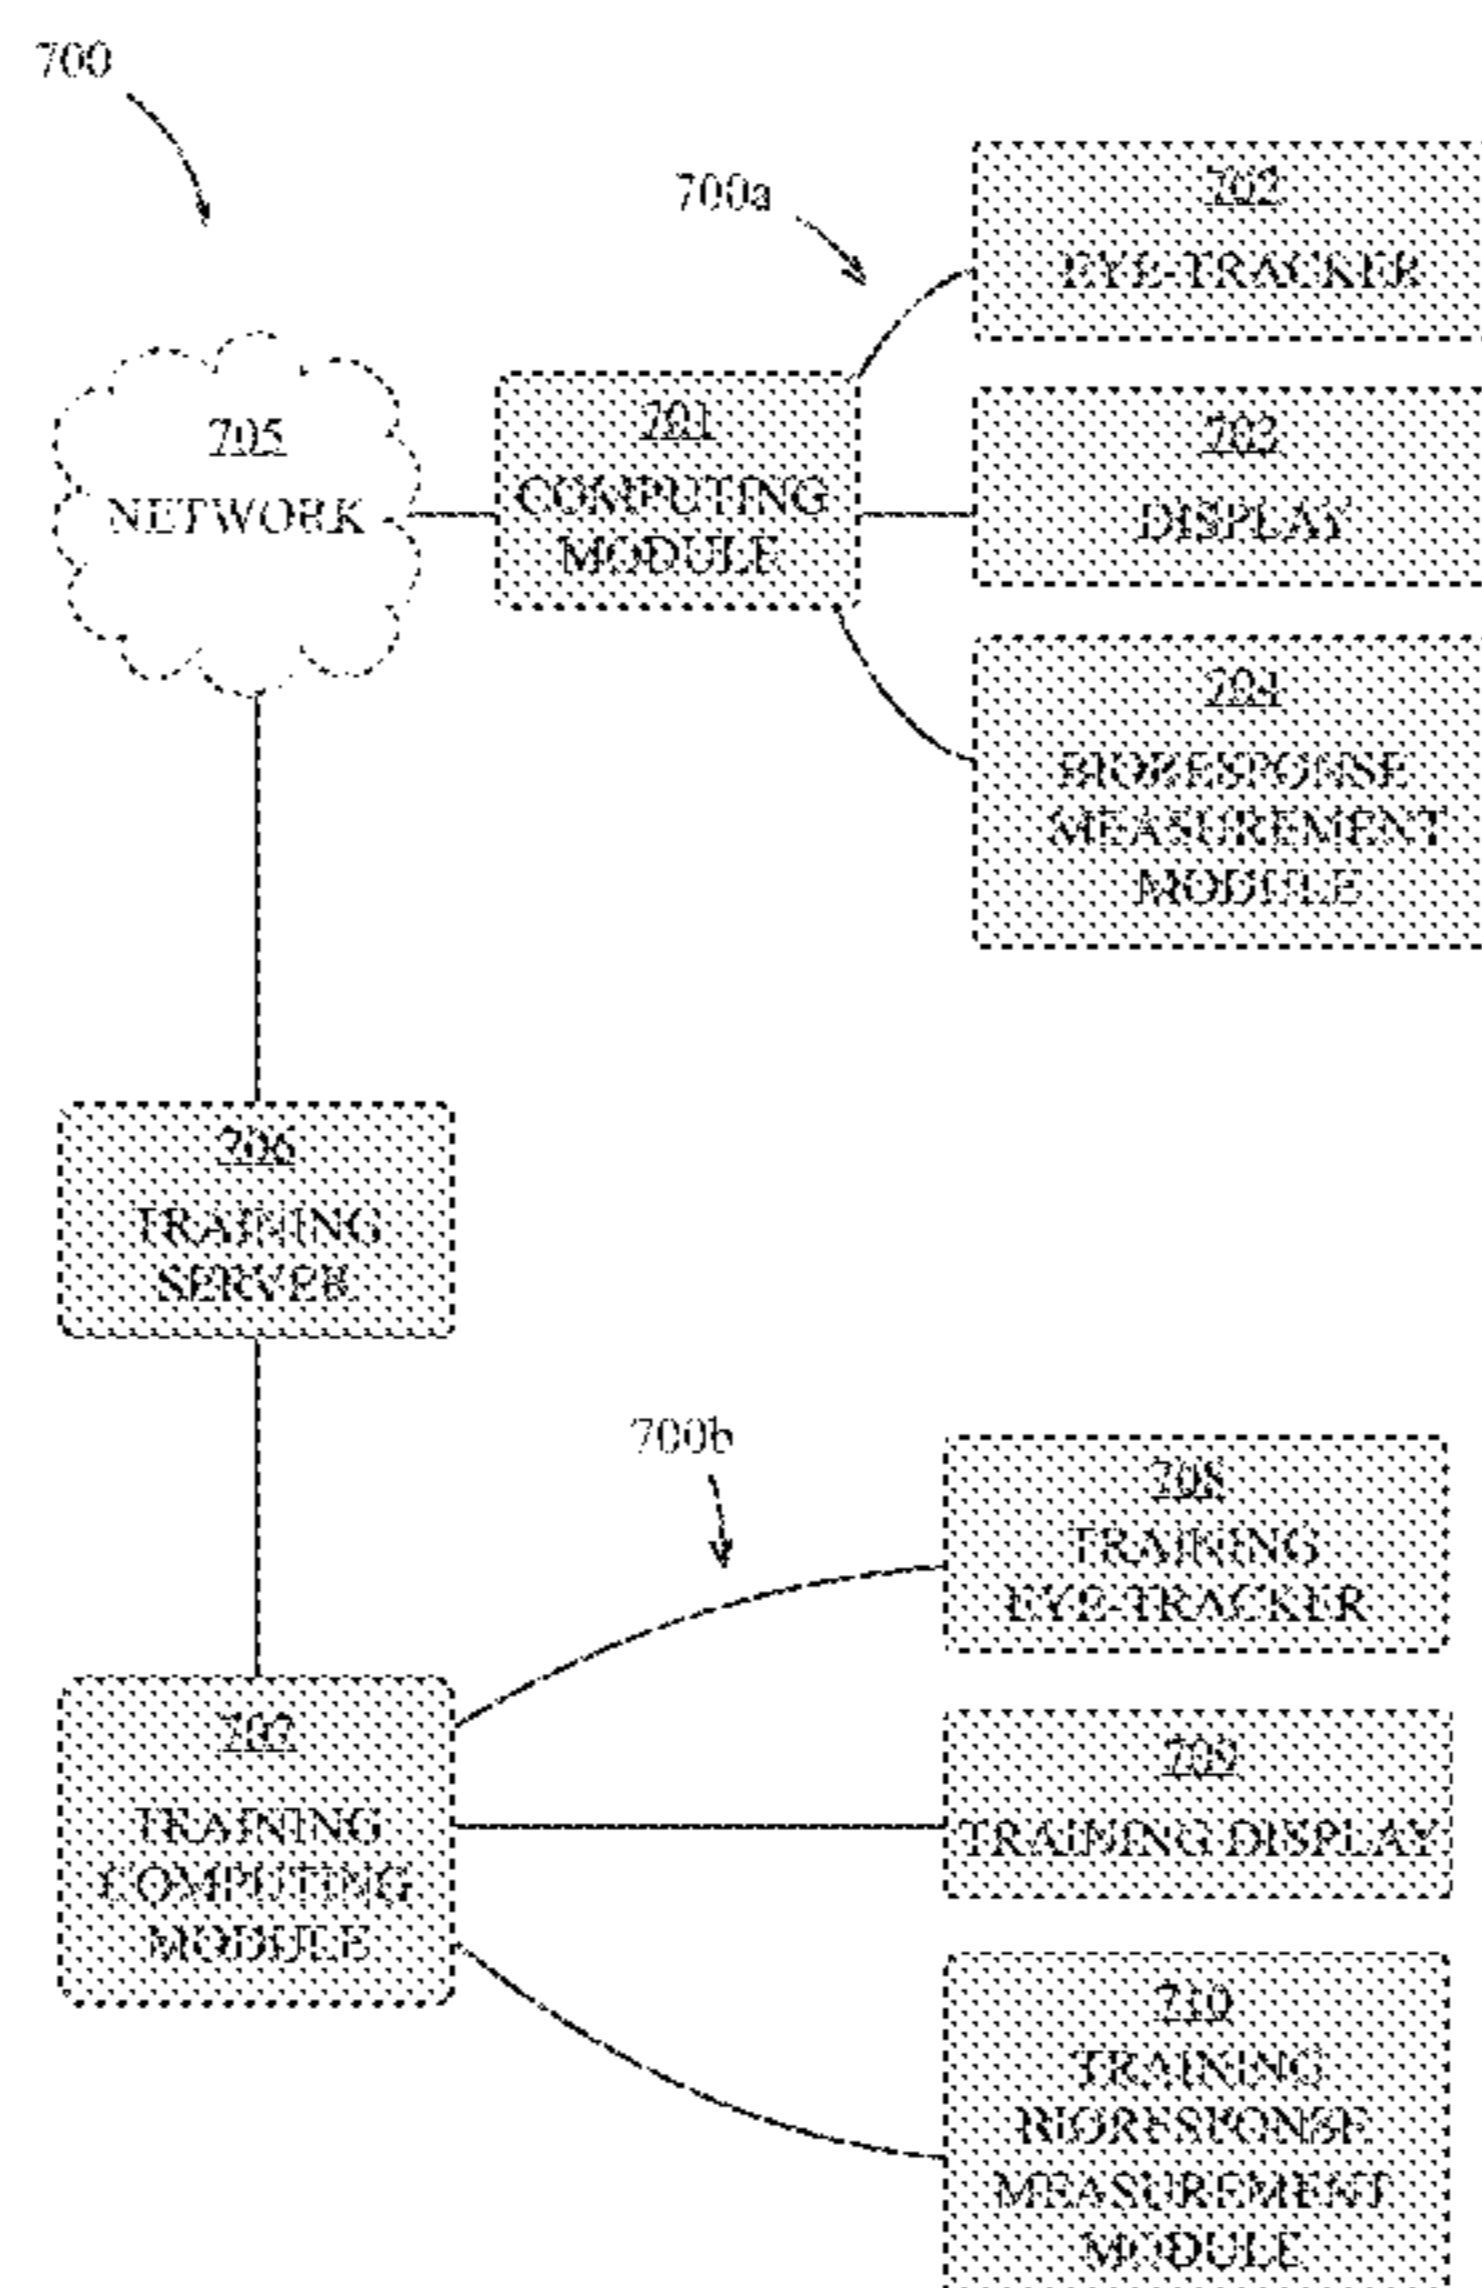 700
700a
702
EYE-TRACKER
705
NETWORK
701
COMPUTING
MODULE
703
DISPLAY
704
BIORESPONSE
MEASUREMENT
MODULE
706
TRAINING
SERVER
700b
708
TRAINING
EYE-TRACKER
707
TRAINING
COMPUTING
MODULE
709
TRAINING DISPLAY
710
TRAINING
BIORESPONSE
MEASUREMENT
MODULE